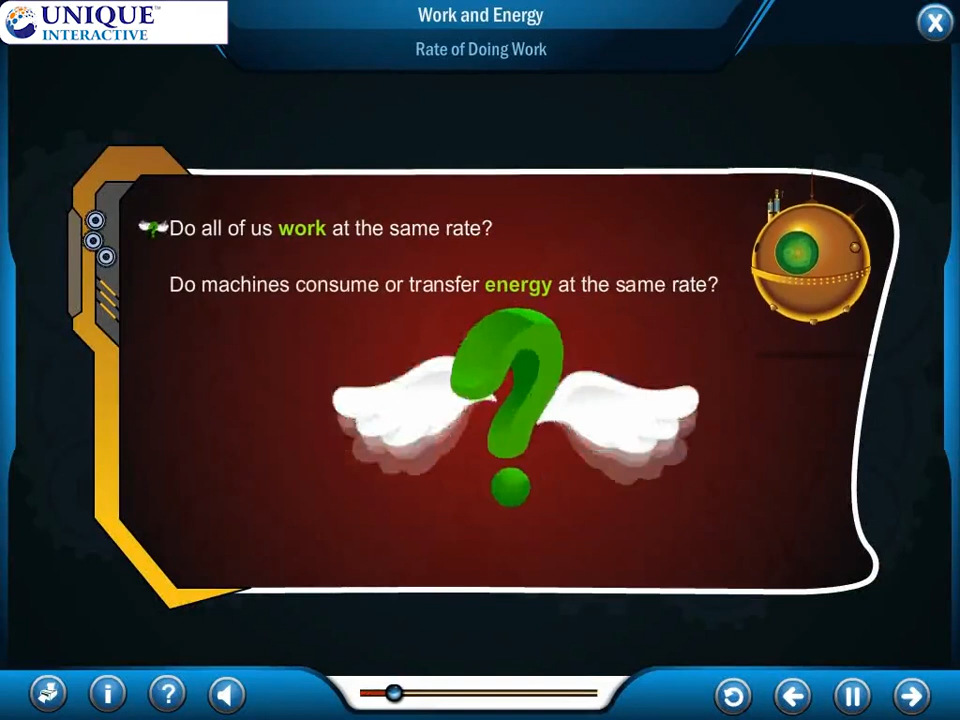 UNIQUE™
INTERACTIVE
Work and Energy
Rate of Doing Work
Do all of us work at the same rate?
Do machines consume or transfer energy at the same rate?